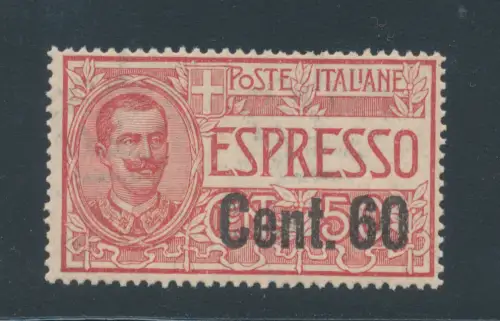 POSTE ITALIANE
ESPRESSO
Cent. 60